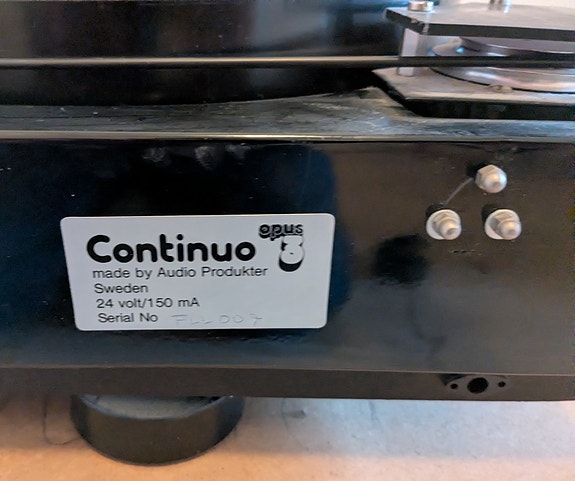 Continuo opus 3
made by Audio Produkter
Sweden
24 volt/150 mA
Serial No